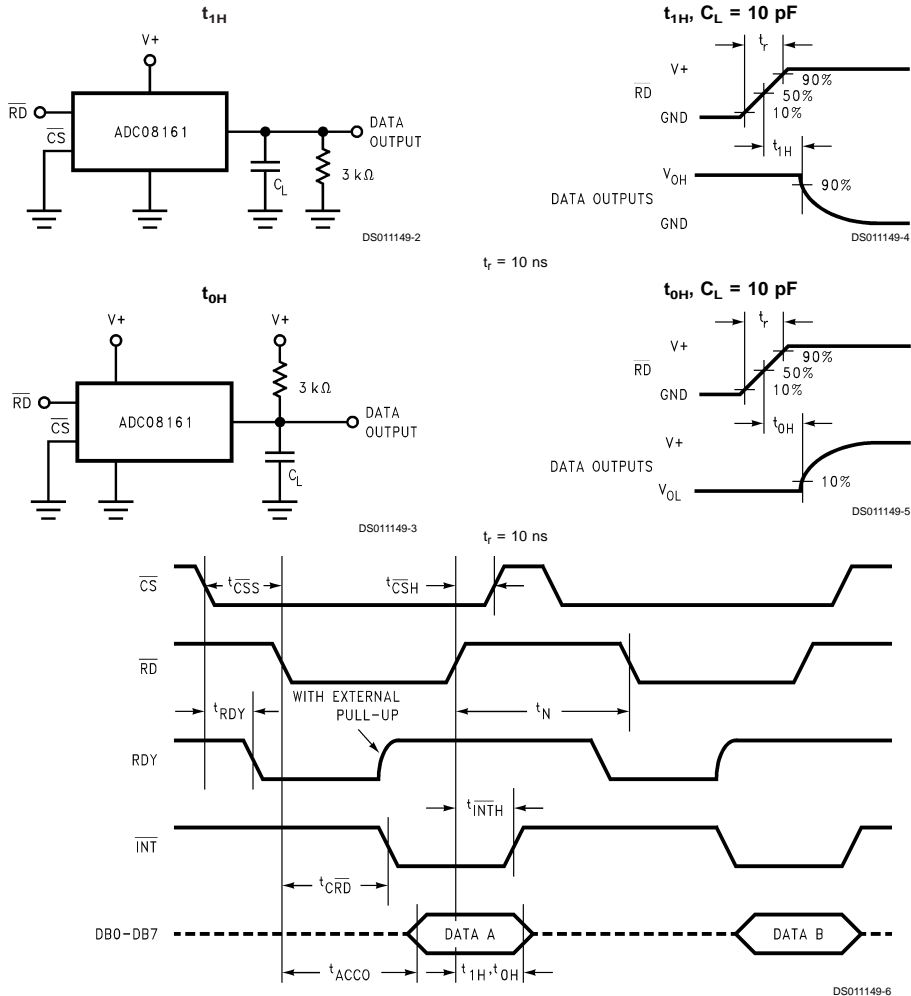 t1H
V+
RD
CS
ADC08161
DATA
OUTPUT
CL
3 kΩ
DS011149-2
t1H, CL = 10 pF
tr
V+
RD
GND
90%
50%
10%
t1H
VOH
DATA OUTPUTS
GND
90%
DS011149-4
tr = 10 ns
t0H
V+
V+
3 kΩ
RD
CS
ADC08161
DATA
OUTPUT
CL
DS011149-3
t0H, CL = 10 pF
tr
V+
RD
GND
90%
50%
10%
t0H
V+
DATA OUTPUTS
VOL
10%
DS011149-5
tr = 10 ns
CS
tCSS
tCSH
RD
WITH EXTERNAL
PULL-UP
tRDY
tN
RDY
tINTH
INT
tCRD
DB0-DB7
DATA A
DATA B
tACC0
t1H, t0H
DS011149-6